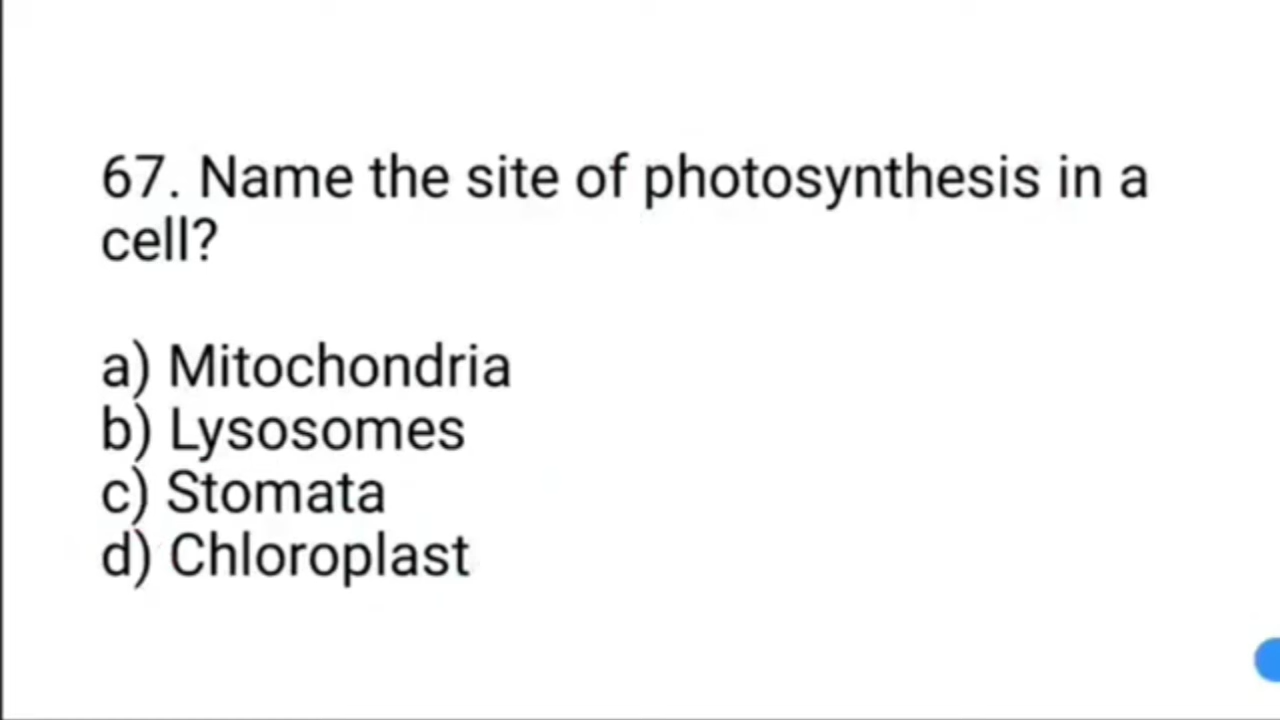 67. Name the site of photosynthesis in a
cell?
a) Mitochondria
b) Lysosomes
c) Stomata
d) Chloroplast